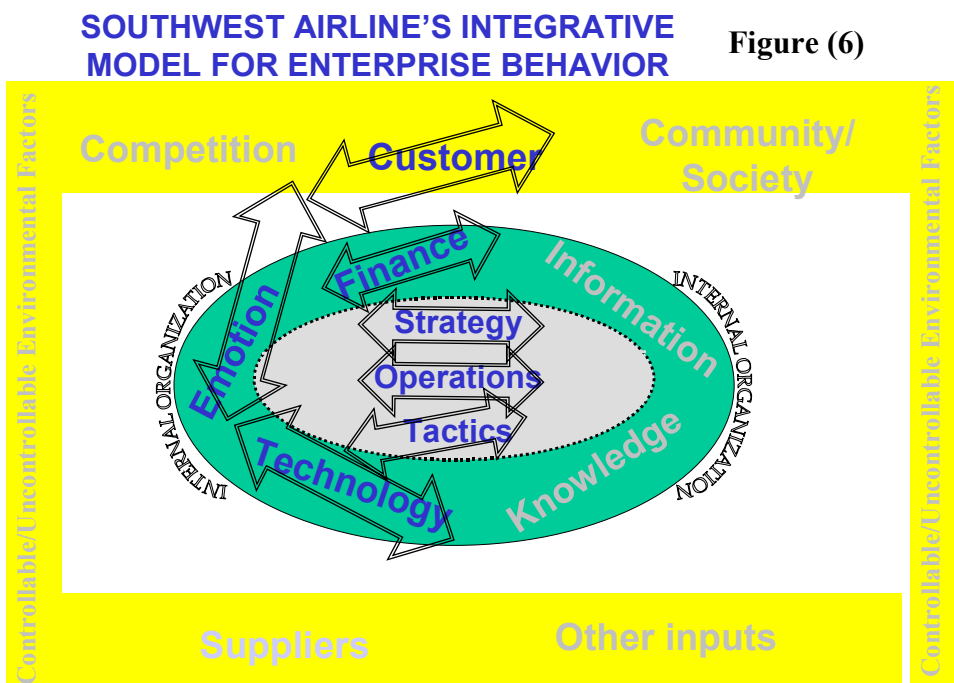 SOUTHWEST AIRLINE'S INTEGRATIVE
MODEL FOR ENTERPRISE BEHAVIOR
Figure (6)
Controllable/Uncontrollable Environmental Factors
Competition
Customer
Community/
Society
Controllable/Uncontrollable Environmental Factors
Finance
Information
INTERNAL ORGANIZATION
INTERNAL ORGANIZATION
Emotion
Strategy
Operations
Tactics
Technology
Knowledge
Suppliers
Other inputs